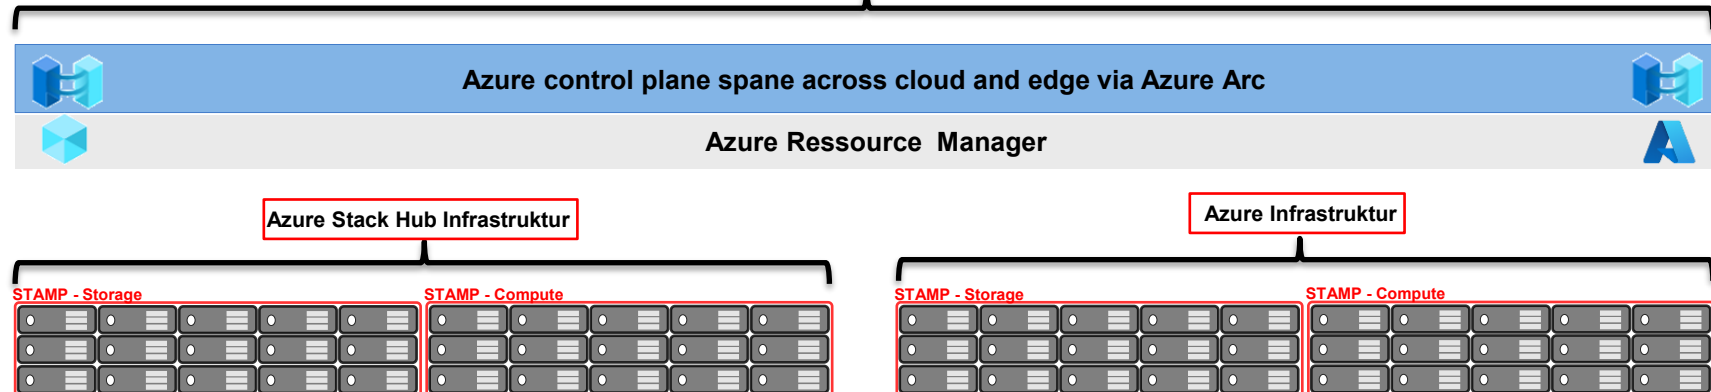 Azure control plane spane across cloud and edge via Azure Arc
Azure Ressource Manager
Azure Stack Hub Infrastruktur
Azure Infrastruktur
STAMP - Storage
STAMP - Compute
STAMP - Storage
STAMP - Compute